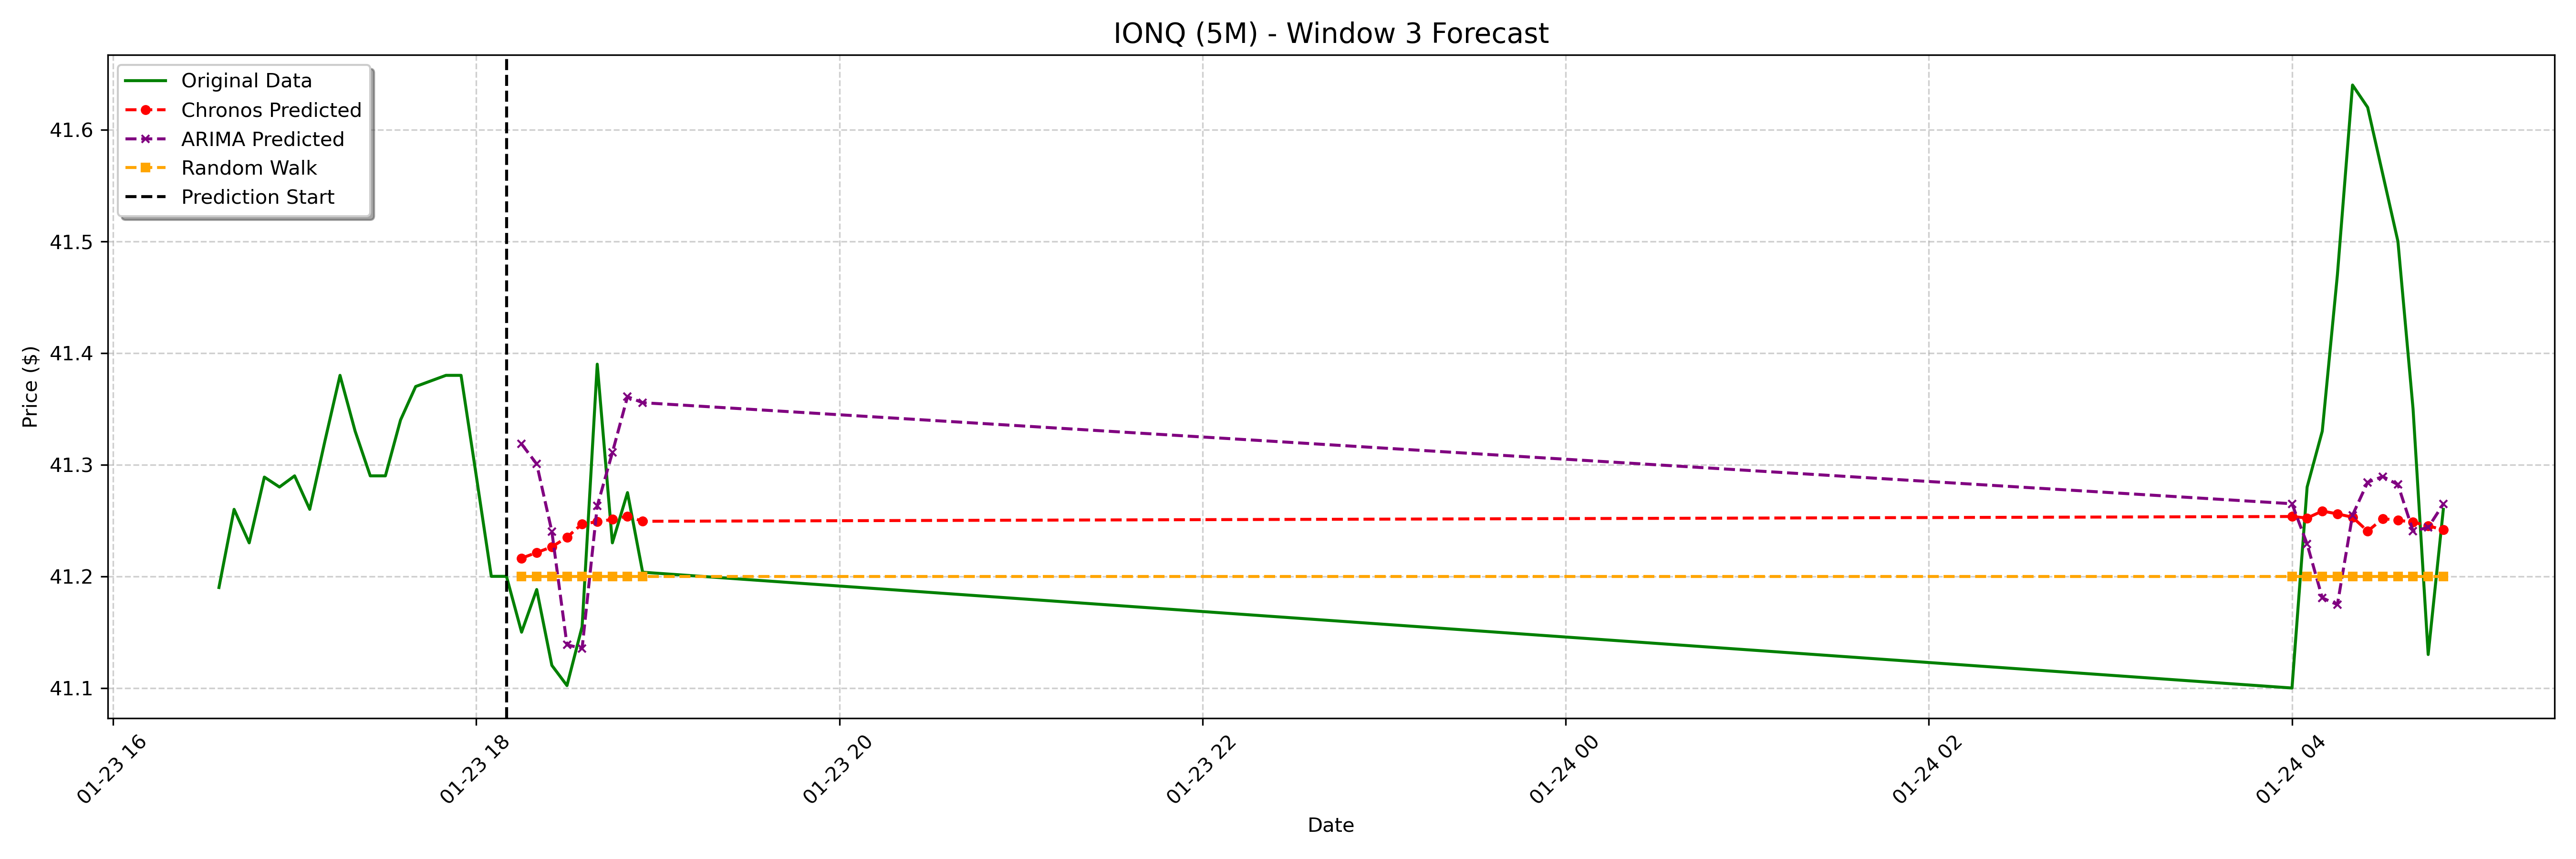 IONQ (5M) - Window 3 Forecast
Original Data
Chronos Predicted
ARIMA Predicted
Random Walk
Prediction Start
41.6
41.5
41.4
41.3
41.2
41.1
Price ($)
01-23 16
01-23 18
01-23 20
01-23 22
01-24 00
01-24 02
01-24 04
Date